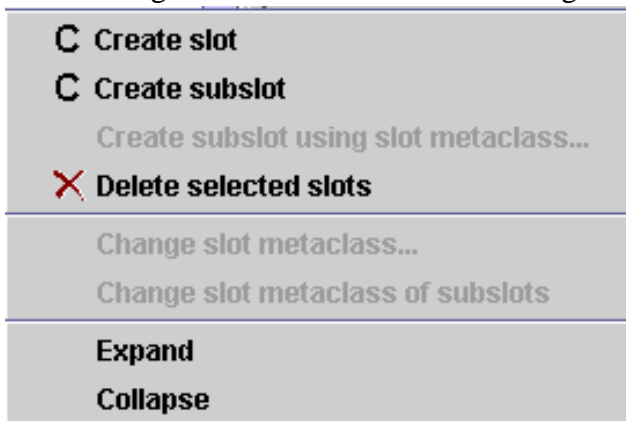 C Create slot
C Create subslot
Create subslot using slot metaclass...
Delete selected slots
Change slot metaclass...
Change slot metaclass of subslots
Expand
Collapse